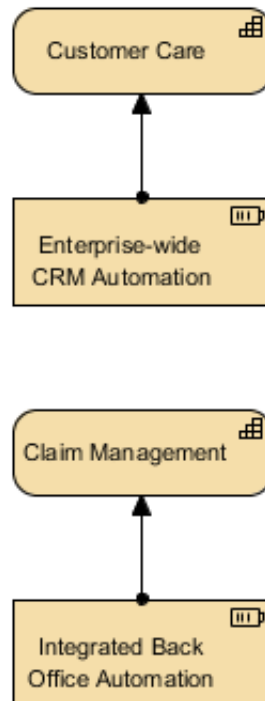 Customer Care
Enterprise-wide
CRM Automation
Claim Management
Integrated Back
Office Automation